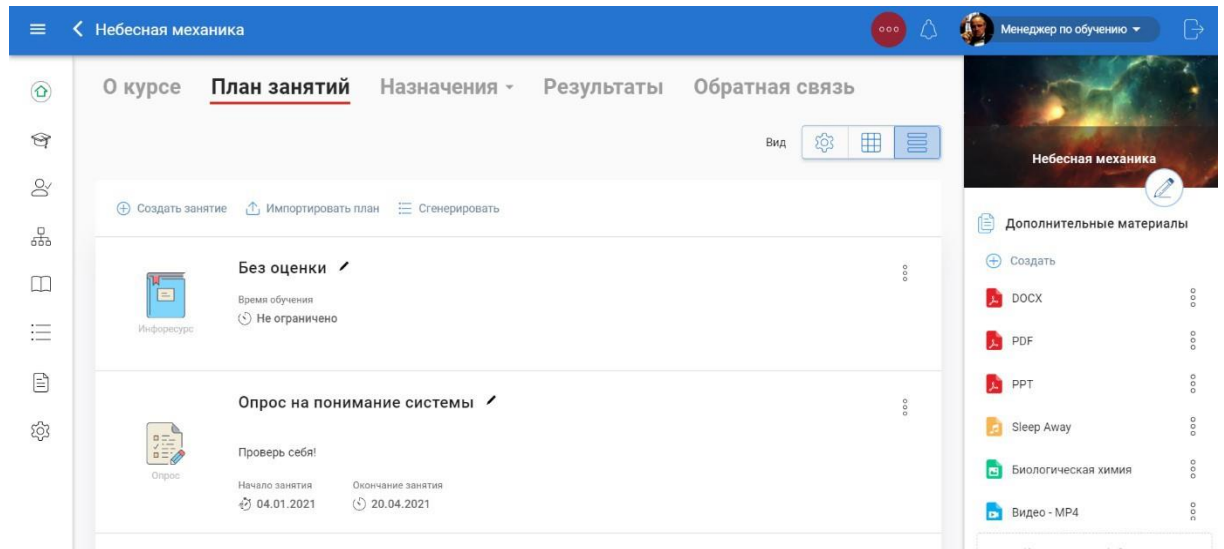 Небесная механика
Менеджер по обучению
О курсе План занятий Назначения Результаты Обратная связь
Вид
Создать занятие Импортировать план Сгенерировать
Без оценки
Время обучения
Не ограничено
Инфоресурс
Опрос на понимание системы
Проверь себя!
Опрос
Начало занятия Окончание занятия
04.01.2021 20.04.2021
Небесная механика
Дополнительные материалы
Создать
DOCX
PDF
PPT
Sleep Away
Биологическая химия
Видео - MP4